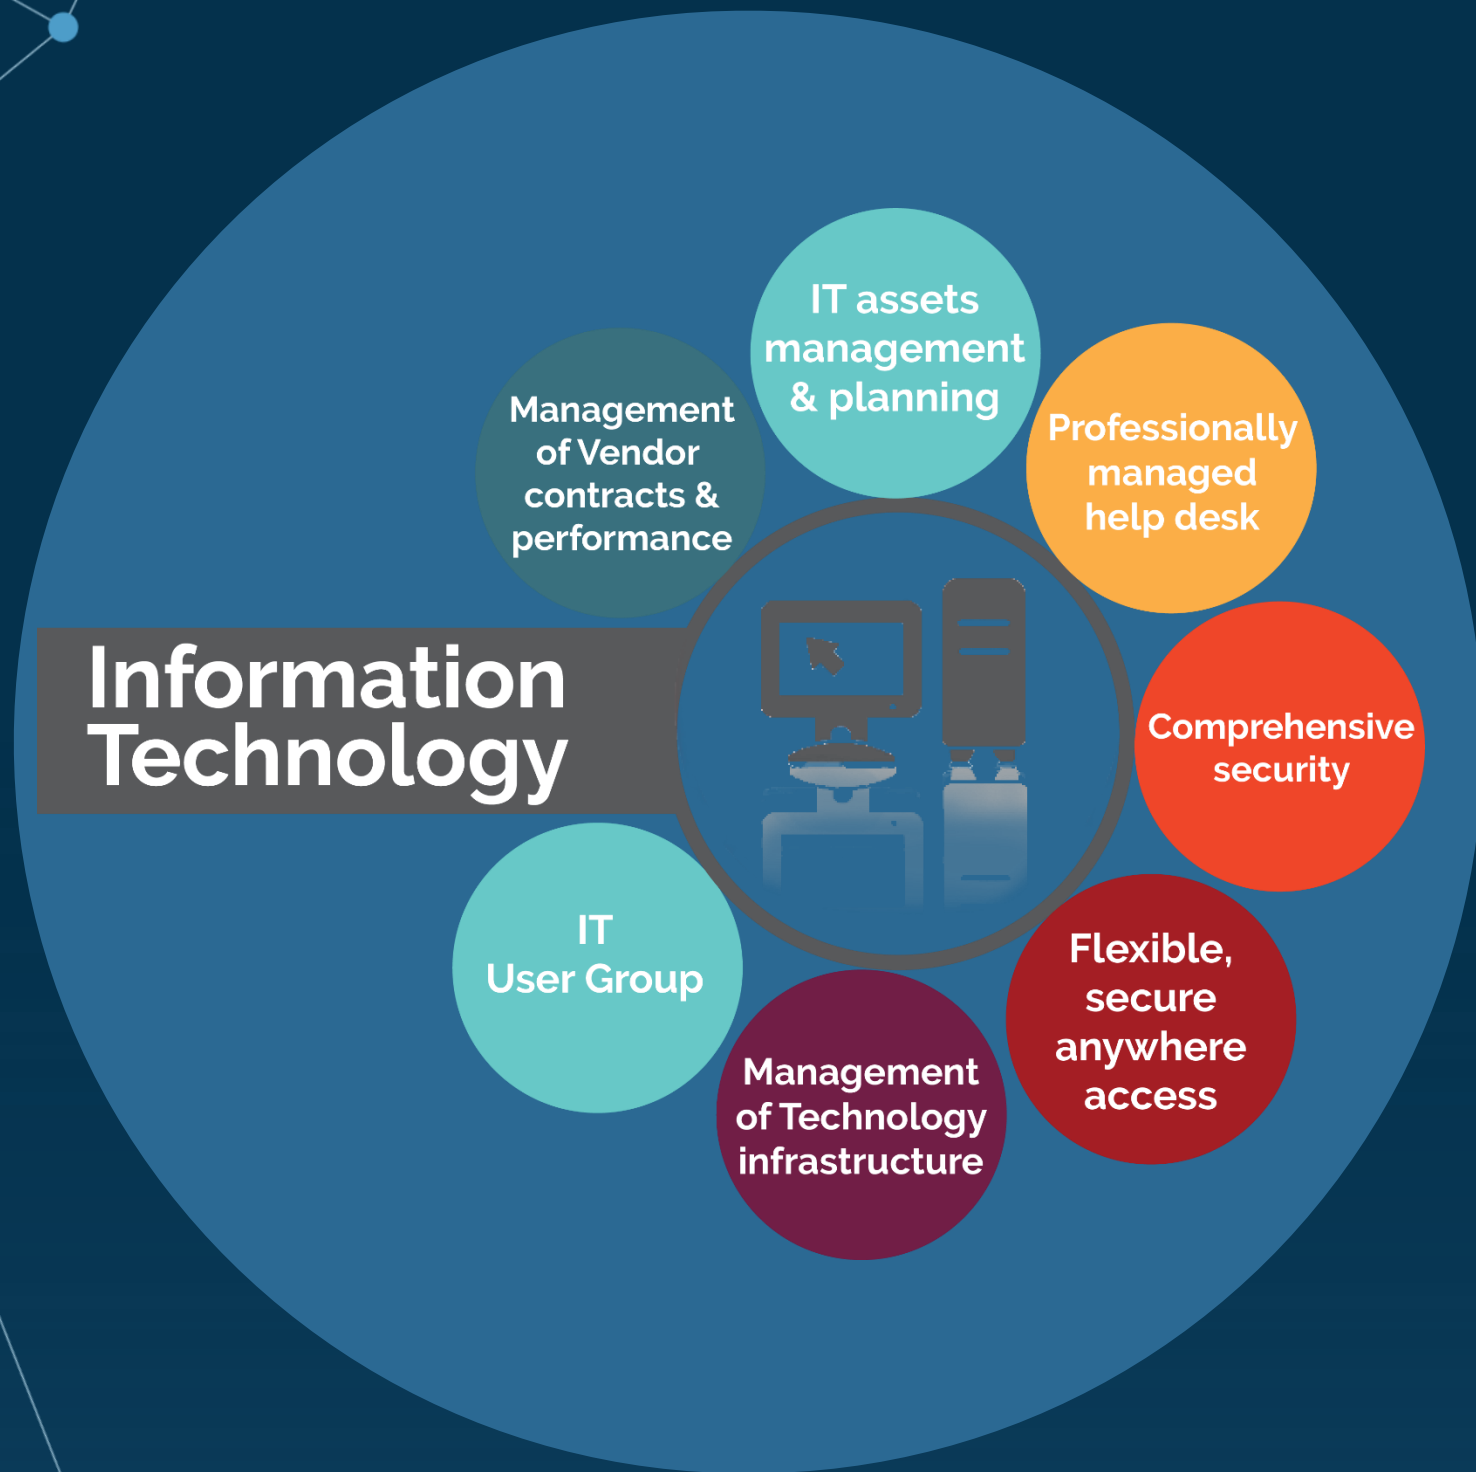 Information
Technology
Management
of Vendor
contracts &
performance
IT assets
management
& planning
Professionally
managed
help desk
Comprehensive
security
Flexible,
secure
anywhere
access
Management
of Technology
infrastructure
IT
User Group